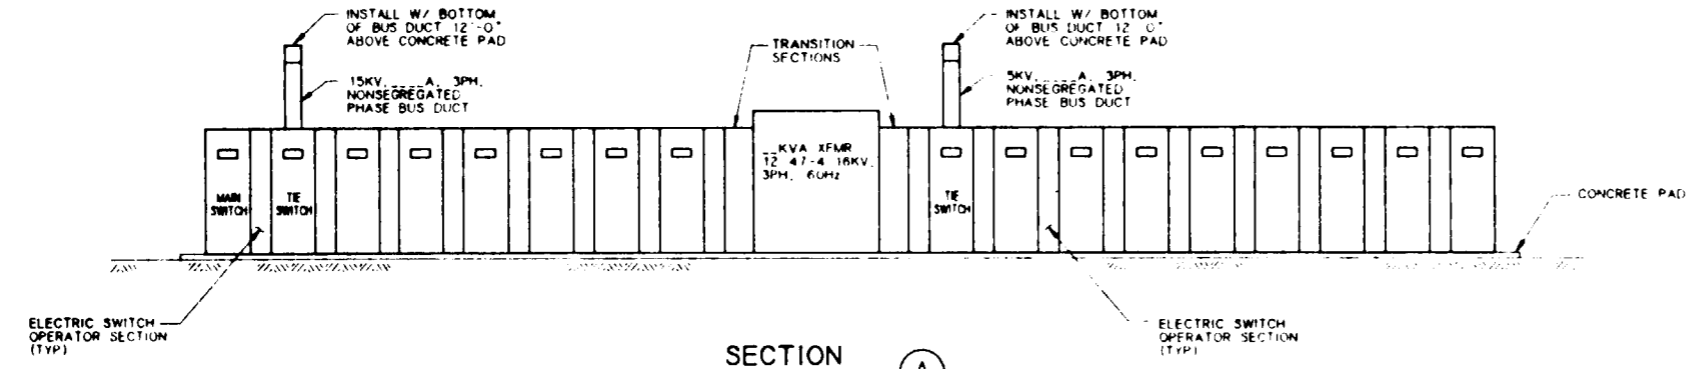 INSTALL W/ BOTTOM
OF BUS DUCT 12'-0"
ABOVE CONCRETE PAD
15KV, ____A, 3PH,
NONSEGREGATED
PHASE BUS DUCT
TRANSITION
SECTIONS
INSTALL W/ BOTTOM
OF BUS DUCT 12' 0"
ABOVE CONCRETE PAD
5KV, ____A, 3PH,
NONSEGREGATED
PHASE BUS DUCT
__KVA XFMR
12 47-4 16KV,
3PH, 60Hz
MAIN
SWITCH
TIE
SWITCH
TIE
SWITCH
CONCRETE PAD
ELECTRIC SWITCH
OPERATOR SECTION
(TYP)
ELECTRIC SWITCH
OPERATOR SECTION
(TYP)
SECTION
A